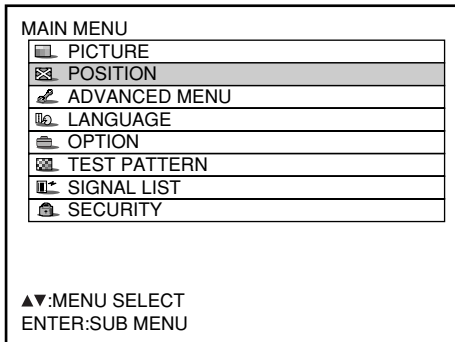 MAIN MENU
PICTURE
POSITION
ADVANCED MENU
LANGUAGE
OPTION
TEST PATTERN
SIGNAL LIST
SECURITY
▲▼:MENU SELECT
ENTER:SUB MENU